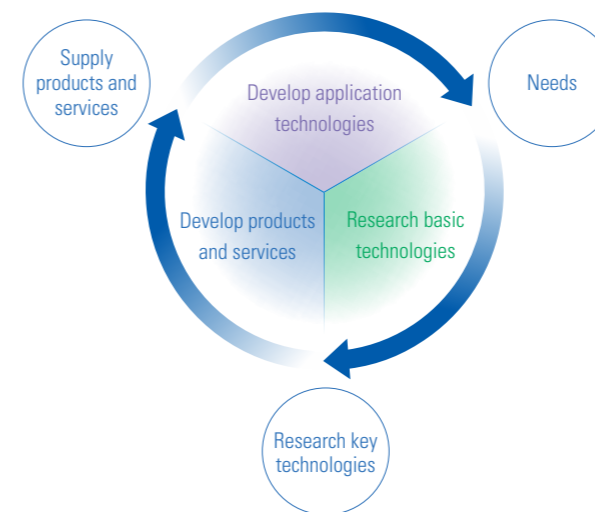 Supply
products and
services
Needs
Develop application
technologies
Develop products
and services
Research basic
technologies
Research key
technologies